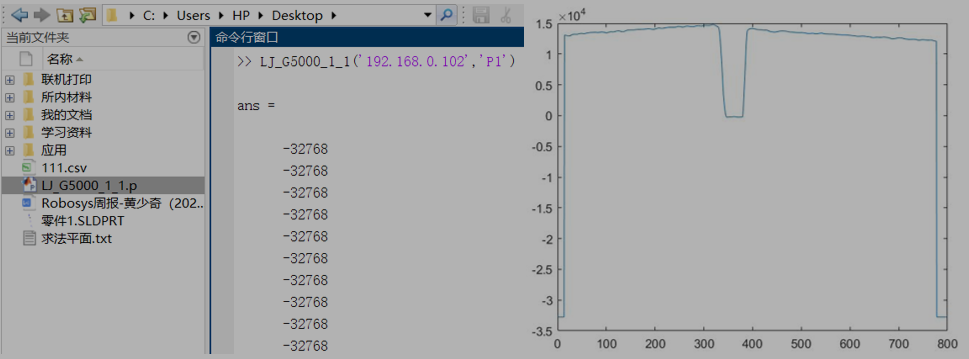 C: Users HP Desktop
当前文件夹
名称
联机打印
所内材料
我的文档
学习资料
应用
111.csv
LJ_G5000_1_1.p
Robosys周报-黄少奇（202...
零件1.SLDPRT
求法平面.txt
命令行窗口
>> LJ_G5000_1_1('192.168.0.102','P1')
ans =
-32768
-32768
-32768
-32768
-32768
-32768
-32768
-32768
-32768
-32768
×10⁴
1.5
1
0.5
0
-0.5
-1
-1.5
-2
-2.5
-3
-3.5
0 100 200 300 400 500 600 700 800